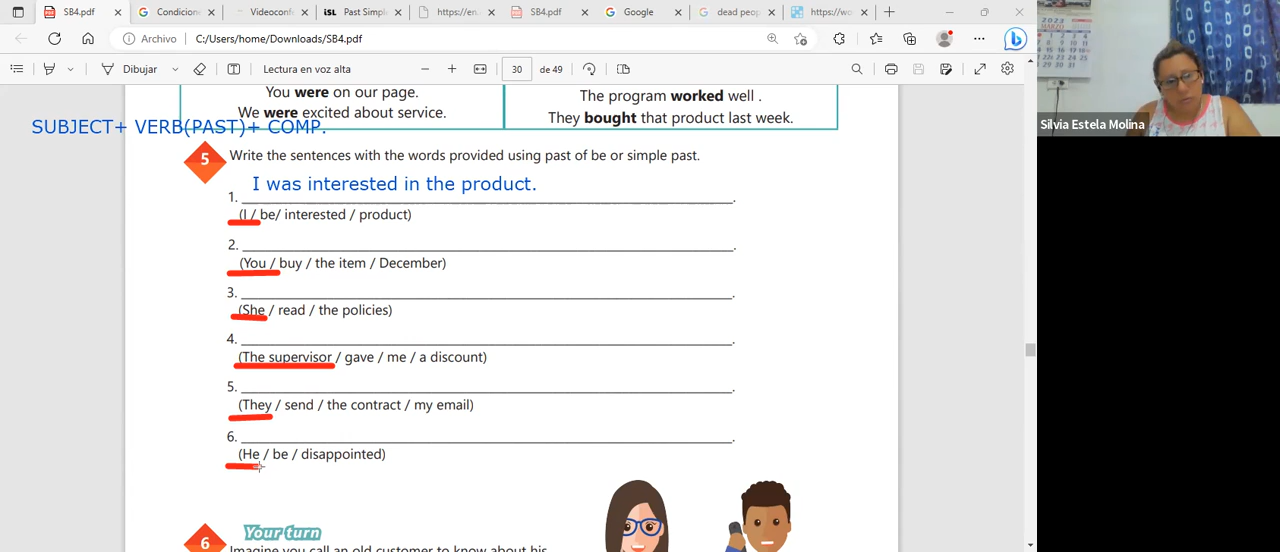 SB4.pdf
Condicione
Videoconfe
Past Simple
https://en.
SB4.pdf
Google
dead peop
https://wo
Archivo
C:/Users/home/Downloads/SB4.pdf
Dibujar
Lectura en voz alta
30
de 49
2023
MARZO
You were on our page.
We were excited about service.
The program worked well .
They bought that product last week.
SUBJECT+ VERB(PAST)+ COMP.
5
Write the sentences with the words provided using past of be or simple past.
I was interested in the product.
1. .
(I / be/ interested / product)
2. .
(You / buy / the item / December)
3. .
(She / read / the policies)
4. .
(The supervisor / gave / me / a discount)
5. .
(They / send / the contract / my email)
6. .
(He / be / disappointed)
6
Your turn
Imagine you call an old customer to know about his
Silvia Estela Molina